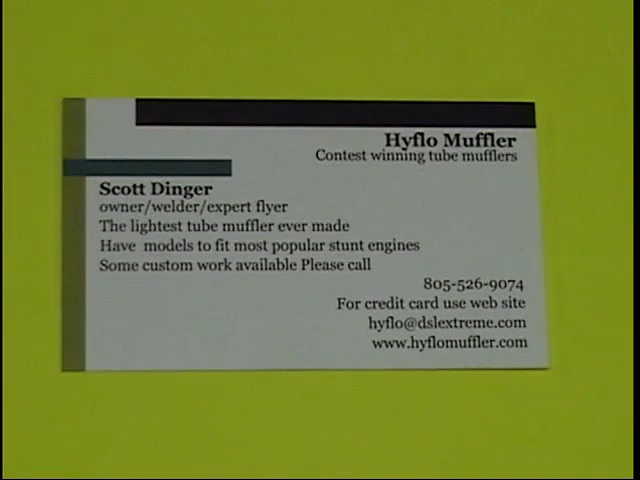 Hyflo Muffler
Contest winning tube mufflers
Scott Dinger
owner/welder/expert flyer
The lightest tube muffler ever made
Have models to fit most popular stunt engines
Some custom work available Please call
805-526-9074
For credit card use web site
hyflo@dslextreme.com
www.hyflomuffler.com